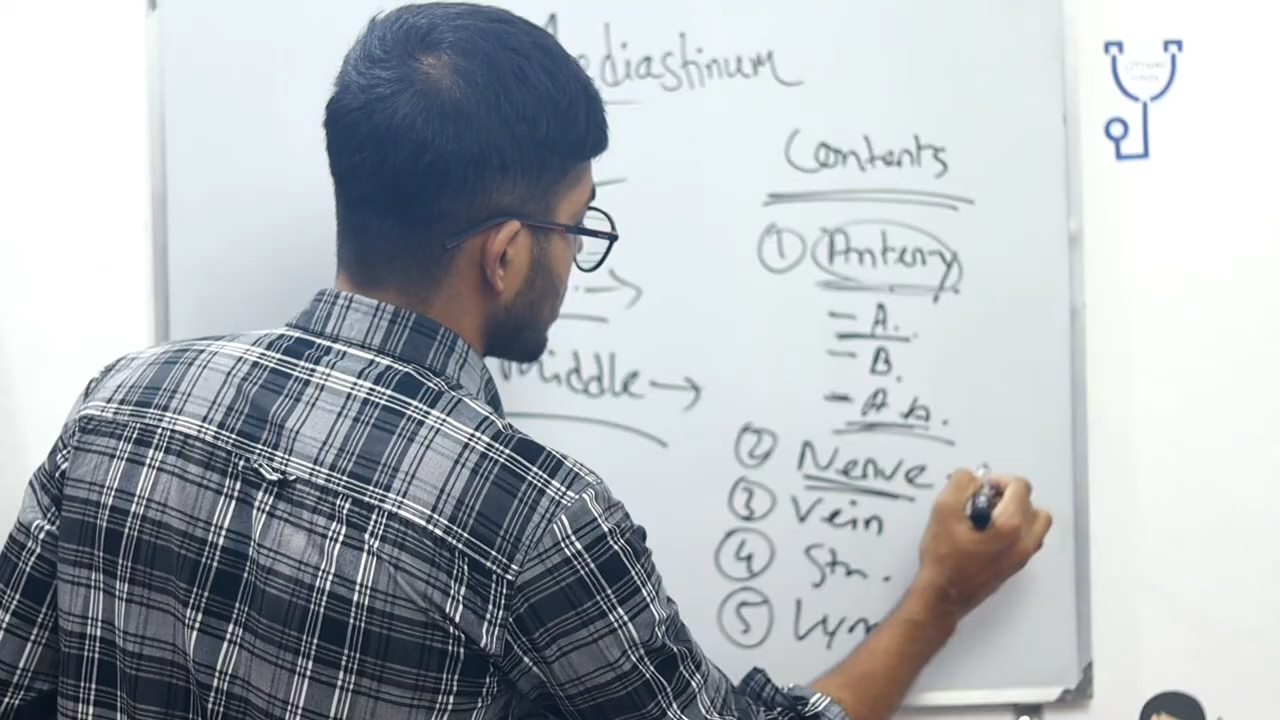 Mediastinum
Contents
① Artery
- A.
- B.
- A b.
Middle →
② Nerve
③ Vein
④ Str.
⑤ Lym